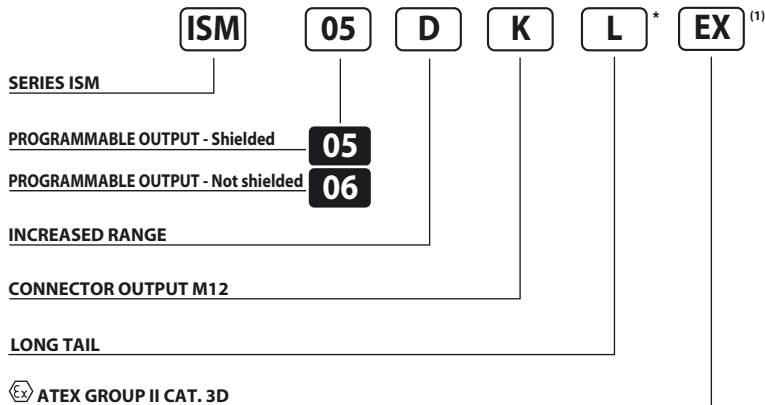 ISM 05 D K L * EX (1)
SERIES ISM
PROGRAMMABLE OUTPUT - Shielded 05
PROGRAMMABLE OUTPUT - Not shielded 06
INCREASED RANGE
CONNECTOR OUTPUT M12
LONG TAIL
Ex ATEX GROUP II CAT. 3D